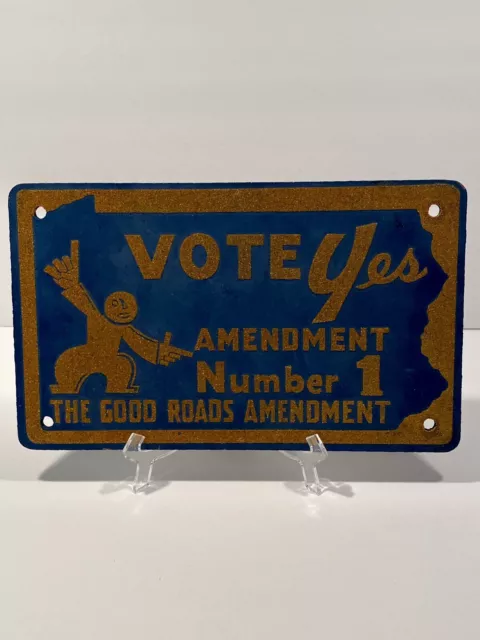 VOTE Yes
AMENDMENT
Number 1
THE GOOD ROADS AMENDMENT